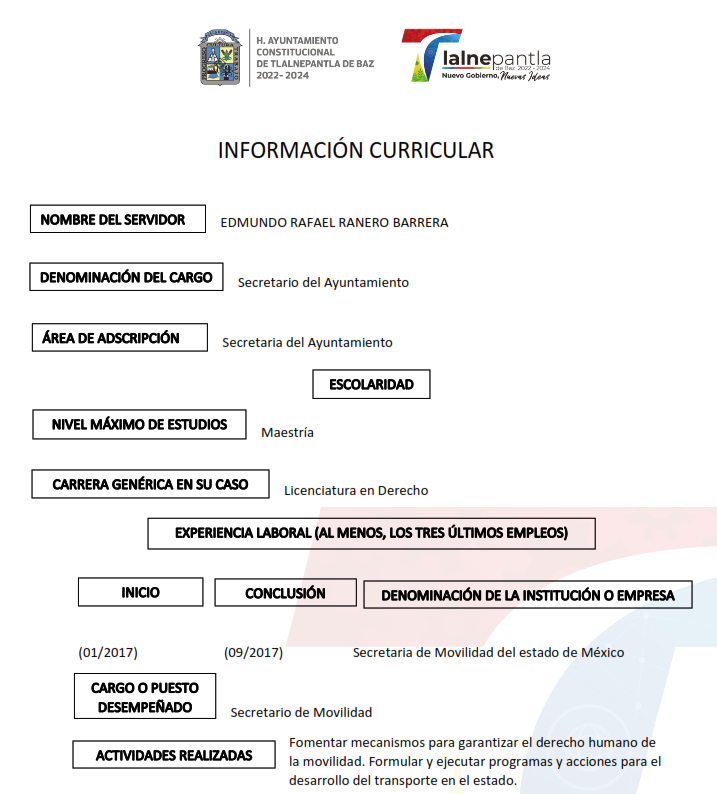 H. AYUNTAMIENTO
CONSTITUCIONAL
DE TLALNEPANTLA DE BAZ
2022- 2024
Tlalnepantla
de Baz 2022 - 2024
Nuevo Gobierno, Nuevas Ideas
INFORMACIÓN CURRICULAR
NOMBRE DEL SERVIDOR EDMUNDO RAFAEL RANERO BARRERA
DENOMINACIÓN DEL CARGO Secretario del Ayuntamiento
ÁREA DE ADSCRIPCIÓN Secretaria del Ayuntamiento
ESCOLARIDAD
NIVEL MÁXIMO DE ESTUDIOS Maestría
CARRERA GENÉRICA EN SU CASO Licenciatura en Derecho
EXPERIENCIA LABORAL (AL MENOS, LOS TRES ÚLTIMOS EMPLEOS)
INICIO CONCLUSIÓN DENOMINACIÓN DE LA INSTITUCIÓN O EMPRESA
(01/2017) (09/2017) Secretaria de Movilidad del estado de México
CARGO O PUESTO
DESEMPEÑADO Secretario de Movilidad
ACTIVIDADES REALIZADAS Fomentar mecanismos para garantizar el derecho humano de
la movilidad. Formular y ejecutar programas y acciones para el
desarrollo del transporte en el estado.